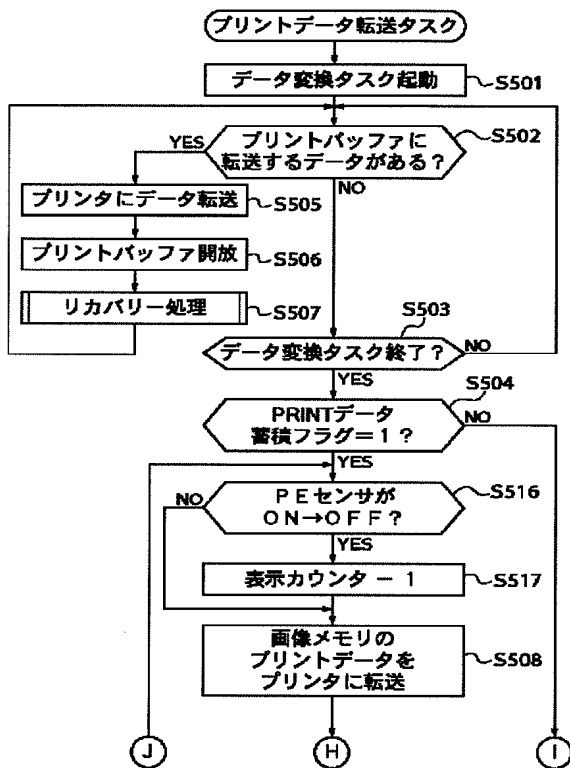 プリントデータ転送タスク
データ変換タスク起動
S501
プリントバッファに
転送するデータがある？
S502
YES
NO
プリンタにデータ転送
S505
プリントバッファ開放
S506
リカバリー処理
S507
S503
データ変換タスク終了？
NO
YES
S504
PRINTデータ
蓄積フラグ＝１？
NO
YES
NO
ＰＥセンサが
ＯＮ→ＯＦＦ？
S516
YES
表示カウンタ － １
S517
画像メモリの
プリントデータを
プリンタに転送
S508
J
H
I